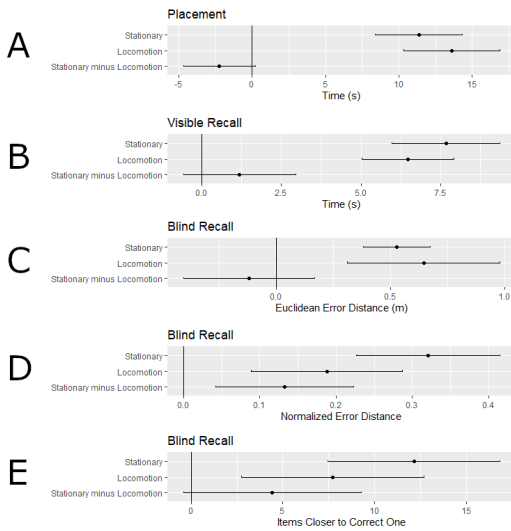 A
Placement
Stationary
Locomotion
Stationary minus Locomotion
-5 0 5 10 15
Time (s)
B
Visible Recall
Stationary
Locomotion
Stationary minus Locomotion
0.0 2.5 5.0 7.5
Time (s)
C
Blind Recall
Stationary
Locomotion
Stationary minus Locomotion
0.0 0.5 1.0
Euclidean Error Distance (m)
D
Blind Recall
Stationary
Locomotion
Stationary minus Locomotion
0.0 0.1 0.2 0.3 0.4
Normalized Error Distance
E
Blind Recall
Stationary
Locomotion
Stationary minus Locomotion
0 5 10 15
Items Closer to Correct One